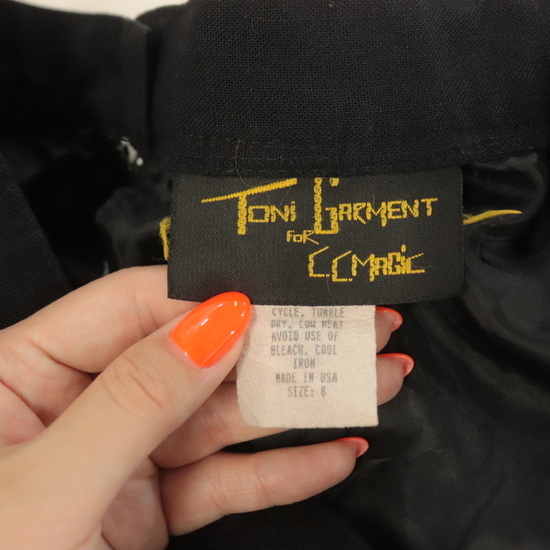 TONI GARMENT
FOR
C.C. MAGIC
CYCLE, TUMBLE
DRY, LOW HEAT
AVOID USE OF
BLEACH, COOL
IRON
MADE IN USA
SIZE: 8